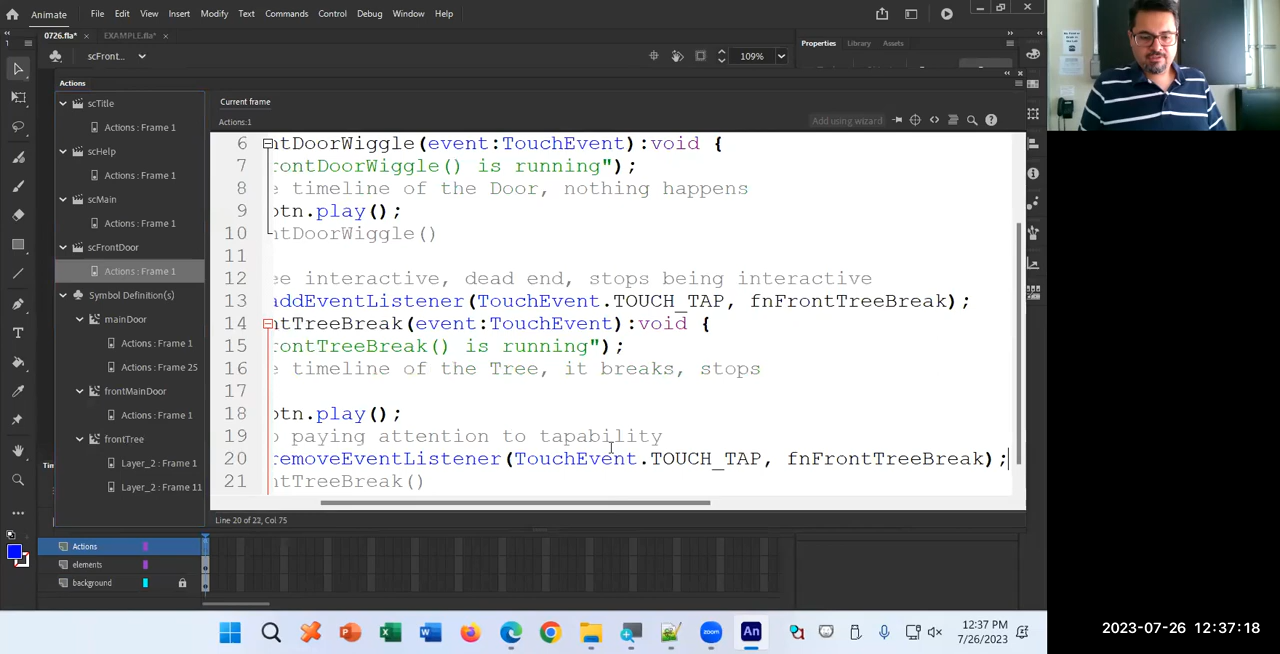 Animate
File Edit View Insert Modify Text Commands Control Debug Window Help
0726.fla* × EXAMPLE.fla* ×
scFront...
109%
Properties Library Assets
Actions
scTitle
Actions : Frame 1
scHelp
Actions : Frame 1
scMain
Actions : Frame 1
scFrontDoor
Actions : Frame 1
Symbol Definition(s)
mainDoor
Actions : Frame 1
Actions : Frame 25
frontMainDoor
Actions : Frame 1
frontTree
Layer_2 : Frame 1
Layer_2 : Frame 11
Current frame
Actions:1
Add using wizard
6 ntDoorWiggle(event:TouchEvent):void {
7 rontDoorWiggle() is running");
8 e timeline of the Door, nothing happens
9 otn.play();
10 ntDoorWiggle()
11
12 ee interactive, dead end, stops being interactive
13 addEventListener(TouchEvent.TOUCH_TAP, fnFrontTreeBreak);
14 ntTreeBreak(event:TouchEvent):void {
15 rontTreeBreak() is running");
16 e timeline of the Tree, it breaks, stops
17
18 otn.play();
19 o paying attention to tapability
20 removeEventListener(TouchEvent.TOUCH_TAP, fnFrontTreeBreak);
21 ntTreeBreak()
Line 20 of 22, Col 75
Actions
elements
background
An
12:37 PM
7/26/2023
2023-07-26 12:37:18